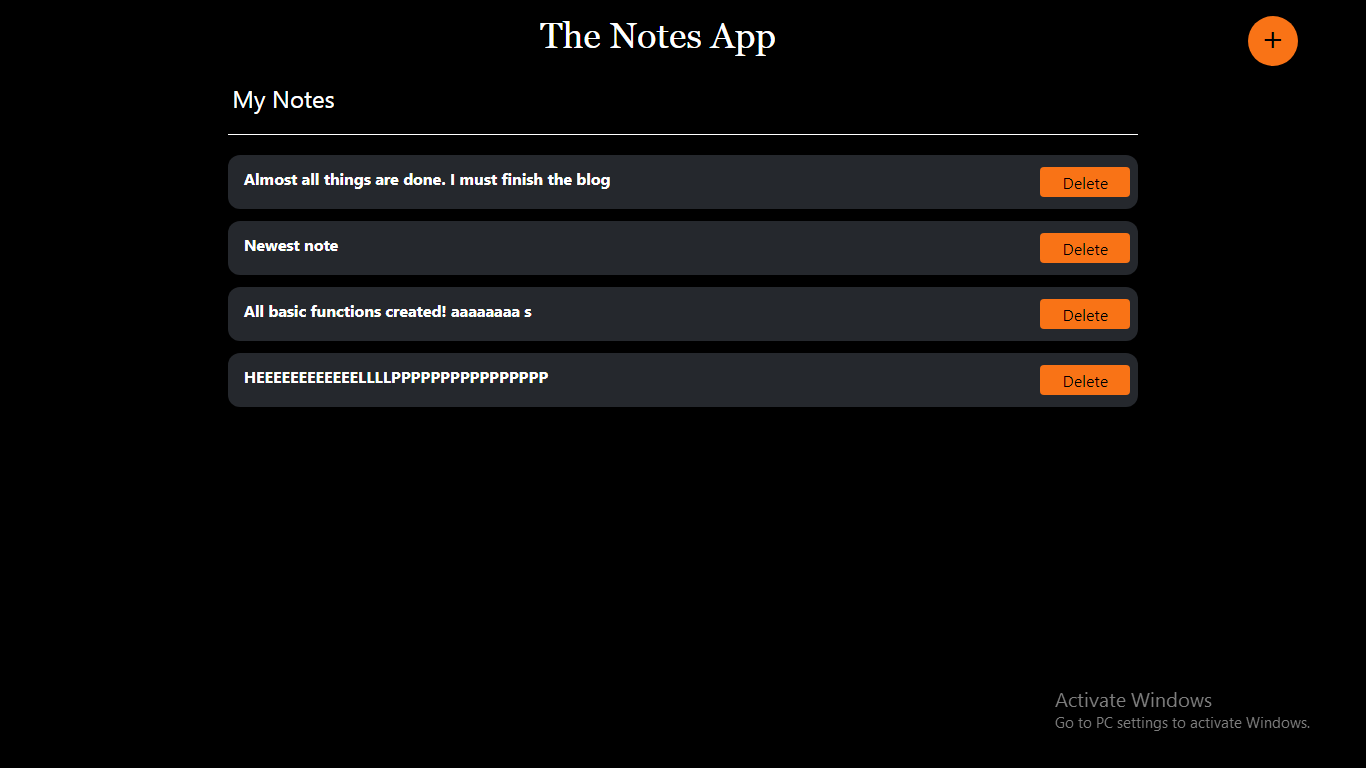 The Notes App
+
My Notes
Almost all things are done. I must finish the blog
Delete
Newest note
Delete
All basic functions created! aaaaaaaa s
Delete
HEEEEEEEEEEEELLLLPPPPPPPPPPPPPPPP
Delete
Activate Windows
Go to PC settings to activate Windows.